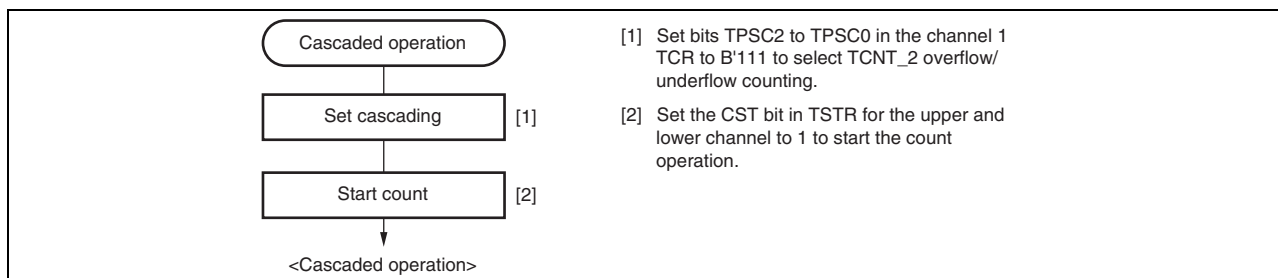 Cascaded operation
Set cascading
[1]
Start count
[2]
<Cascaded operation>
[1] Set bits TPSC2 to TPSC0 in the channel 1
TCR to B'111 to select TCNT_2 overflow/
underflow counting.
[2] Set the CST bit in TSTR for the upper and
lower channel to 1 to start the count
operation.